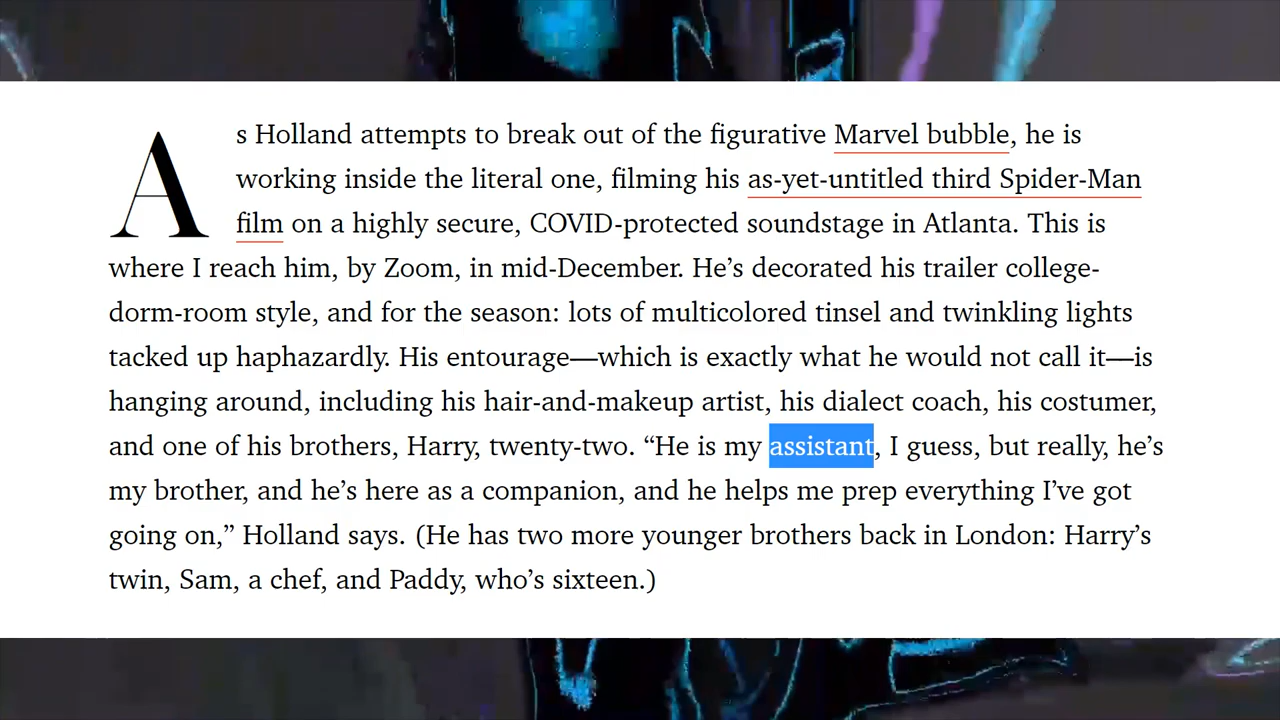 As Holland attempts to break out of the figurative Marvel bubble, he is
working inside the literal one, filming his as-yet-untitled third Spider-Man
film on a highly secure, COVID-protected soundstage in Atlanta. This is
where I reach him, by Zoom, in mid-December. He’s decorated his trailer college-
dorm-room style, and for the season: lots of multicolored tinsel and twinkling lights
tacked up haphazardly. His entourage—which is exactly what he would not call it—is
hanging around, including his hair-and-makeup artist, his dialect coach, his costumer,
and one of his brothers, Harry, twenty-two. “He is my assistant, I guess, but really, he’s
my brother, and he’s here as a companion, and he helps me prep everything I’ve got
going on,” Holland says. (He has two more younger brothers back in London: Harry’s
twin, Sam, a chef, and Paddy, who’s sixteen.)